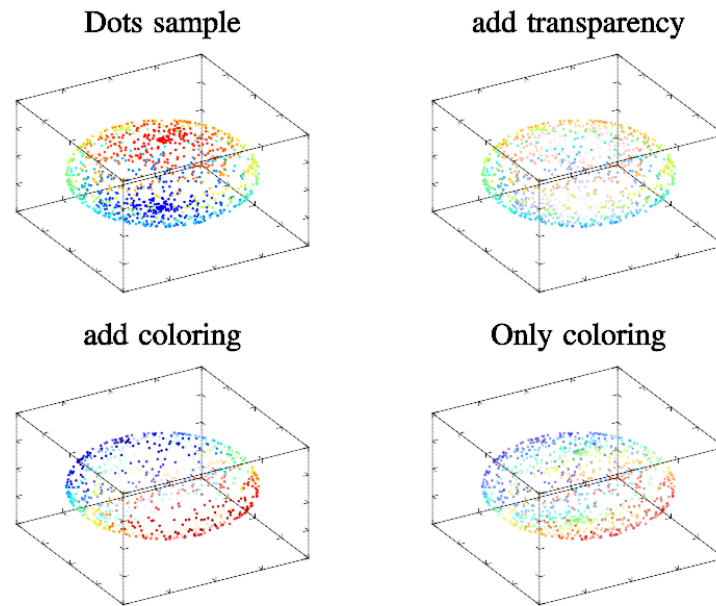 Dots sample
add transparency
add coloring
Only coloring